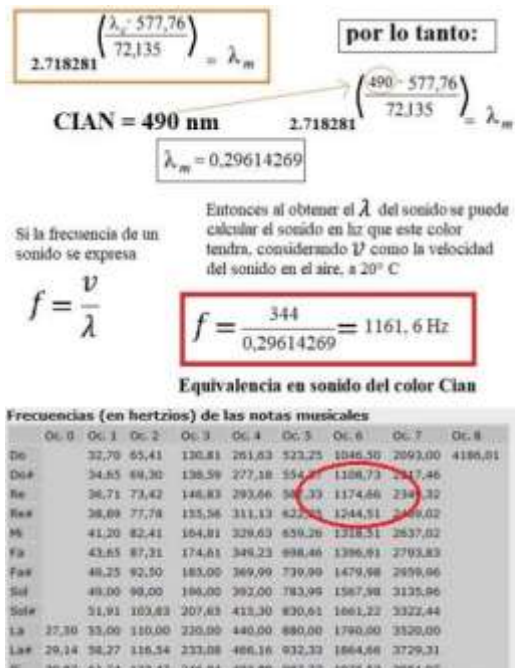 2.718281^((λc - 577,76) / 72,135) = λm
por lo tanto:
CIAN = 490 nm
2.718281^((490 - 577,76) / 72,135) = λm
λm = 0,29614269
Si la frecuencia de un
sonido se expresa
f = v / λ
Entonces al obtener el λ del sonido se puede
calcular el sonido en hz que este color
tendra, considerando v como la velocidad
del sonido en el aire, a 20° C
f = 344 / 0,29614269 = 1161, 6 Hz
Equivalencia en sonido del color Cian
Frecuencias (en hertzios) de las notas musicales
Oc. 0 Oc. 1 Oc. 2 Oc. 3 Oc. 4 Oc. 5 Oc. 6 Oc. 7 Oc. 8
Do 32,70 65,41 130,81 261,63 523,25 1046,50 2093,00 4186,01
Do# 34,65 69,30 138,59 277,18 1108,73
Re 36,71 73,42 146,83 293,66 1174,66
Re# 38,89 77,78 155,56 311,13 1244,51
Mi 41,20 82,41 164,81 329,63 659,26 1318,51 2637,02
Fa 43,65 87,31 174,61 349,23 698,46 1396,91 2793,83
Fa# 46,25 92,50 185,00 369,99 739,99 1479,98 2959,96
Sol 49,00 98,00 196,00 392,00 783,99 1567,98 3135,96
Sol# 51,91 103,83 207,65 415,30 830,61 1661,22 3322,44
La 27,50 55,00 110,00 220,00 440,00 880,00 1760,00 3520,00
La# 29,14 58,27 116,54 233,08 466,16 932,33 1864,66 3729,31